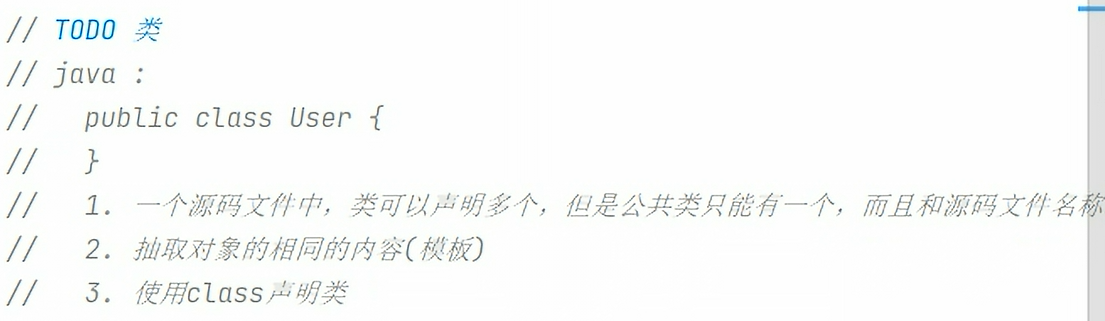 // TODO 类
// java :
//   public class User {
//   }
//   1. 一个源码文件中，类可以声明多个，但是公共类只能有一个，而且和源码文件名称
//   2. 抽取对象的相同的内容(模板)
//   3. 使用class声明类